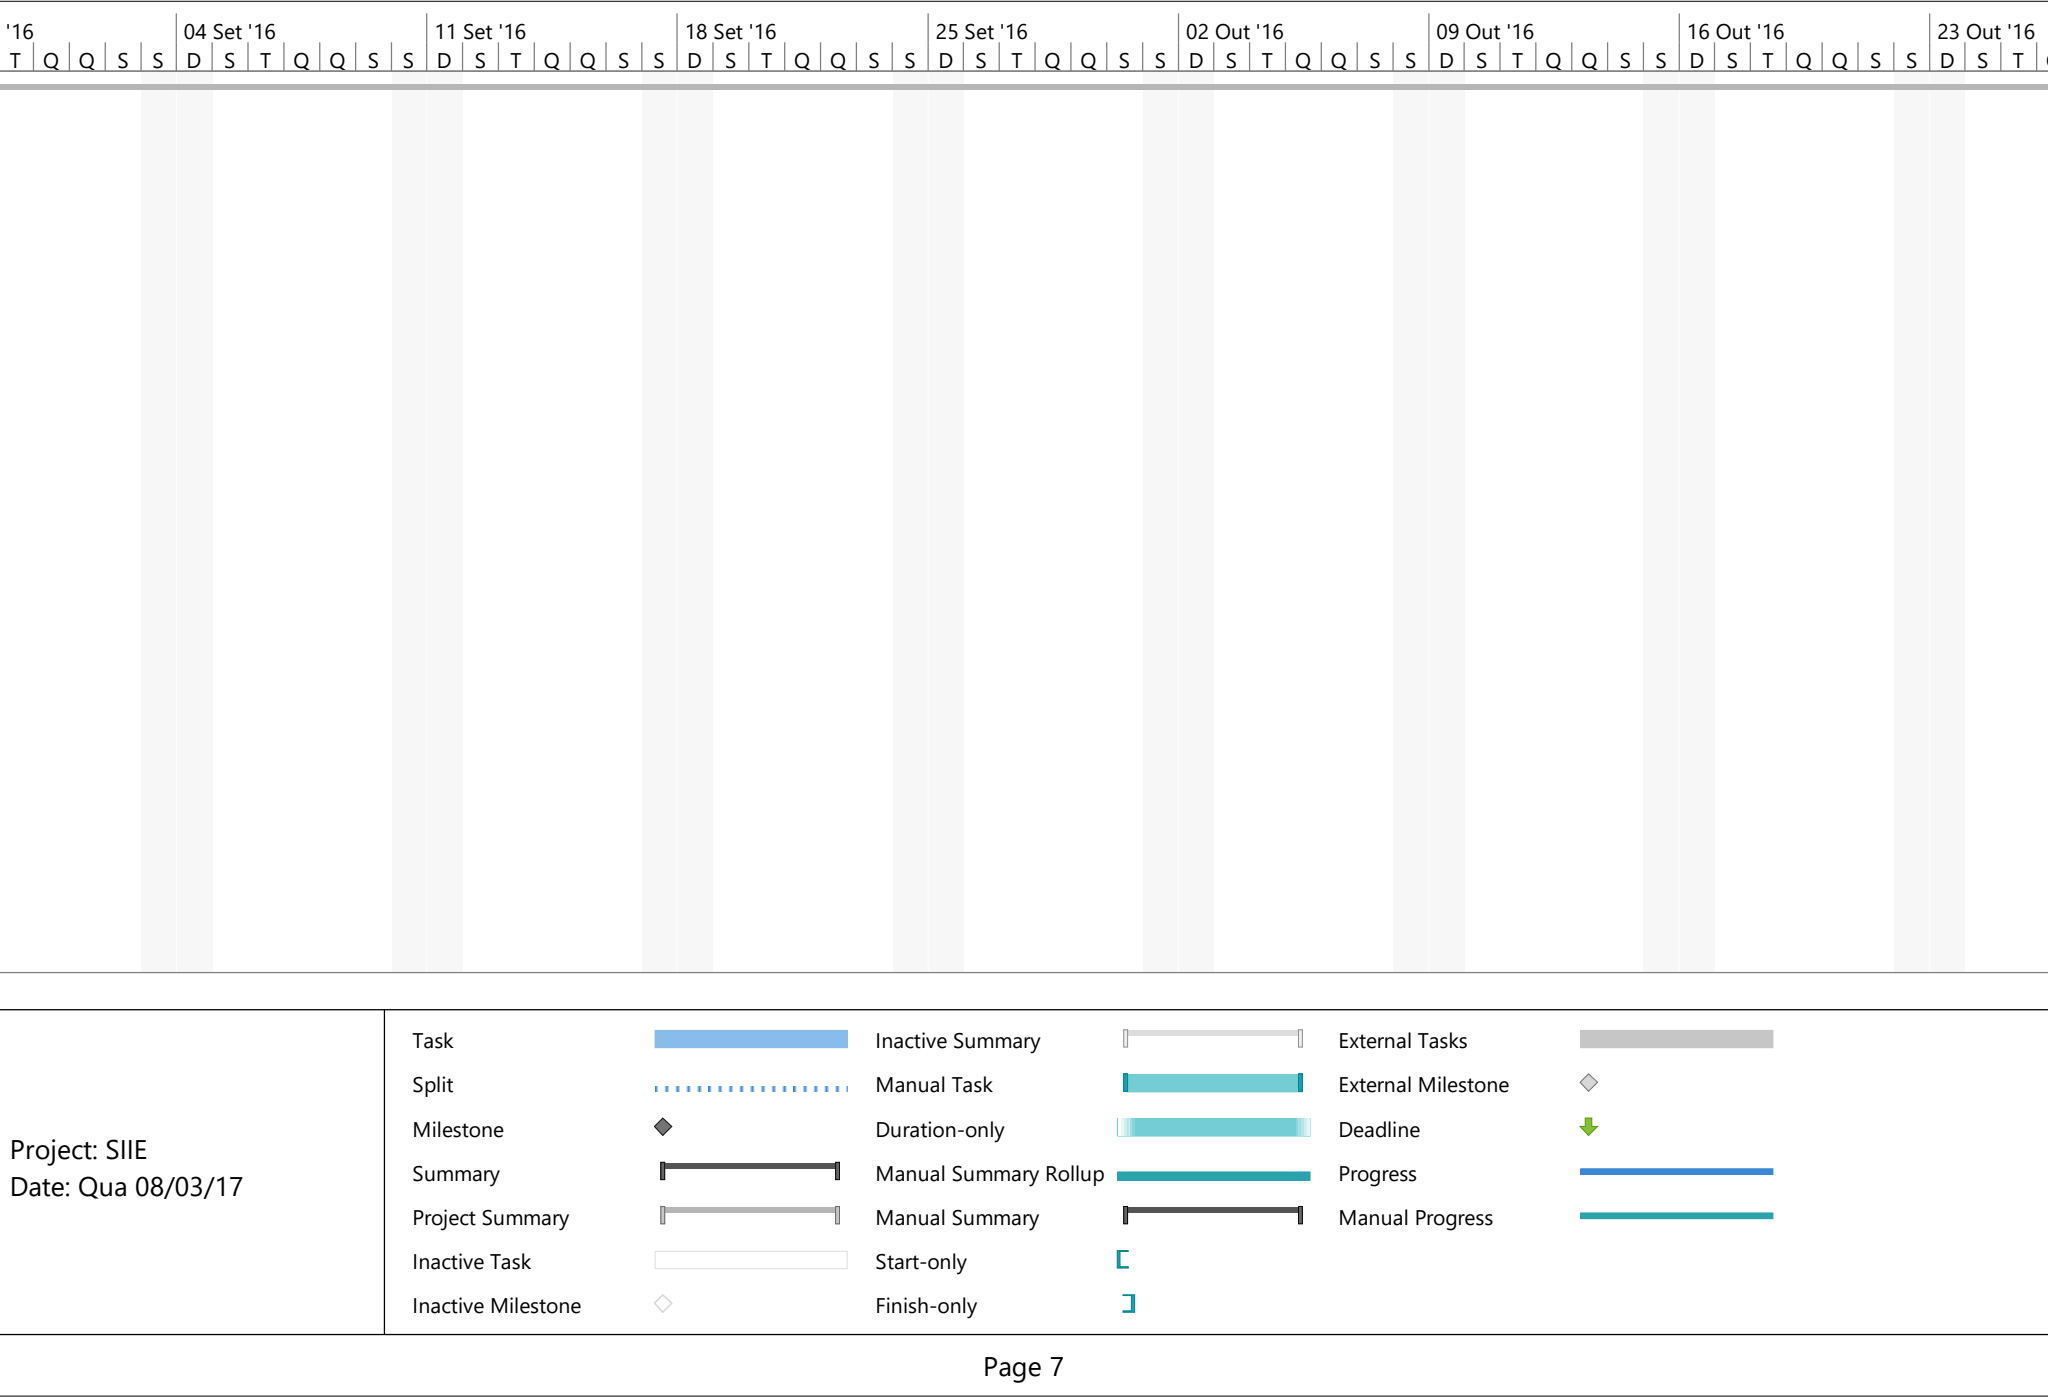 '16 04 Set '16 11 Set '16 18 Set '16 25 Set '16 02 Out '16 09 Out '16 16 Out '16 23 Out '16
T Q Q S S D S T Q Q S S D S T Q Q S S D S T Q Q S S D S T Q Q S S D S T Q Q S S D S T Q Q S S D S T Q Q S S D S T
Project: SIIE
Date: Qua 08/03/17
Task
Split
Milestone
Summary
Project Summary
Inactive Task
Inactive Milestone
Inactive Summary
Manual Task
Duration-only
Manual Summary Rollup
Manual Summary
Start-only
Finish-only
External Tasks
External Milestone
Deadline
Progress
Manual Progress
Page 7